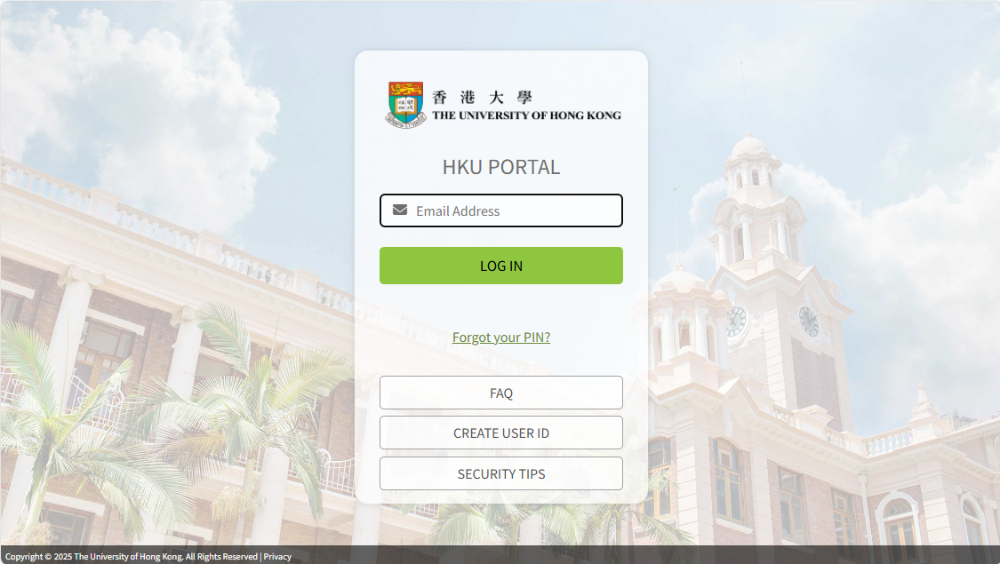 香港大學
THE UNIVERSITY OF HONG KONG
HKU PORTAL
Email Address
LOG IN
Forgot your PIN?
FAQ
CREATE USER ID
SECURITY TIPS
Copyright © 2025 The University of Hong Kong. All Rights Reserved | Privacy